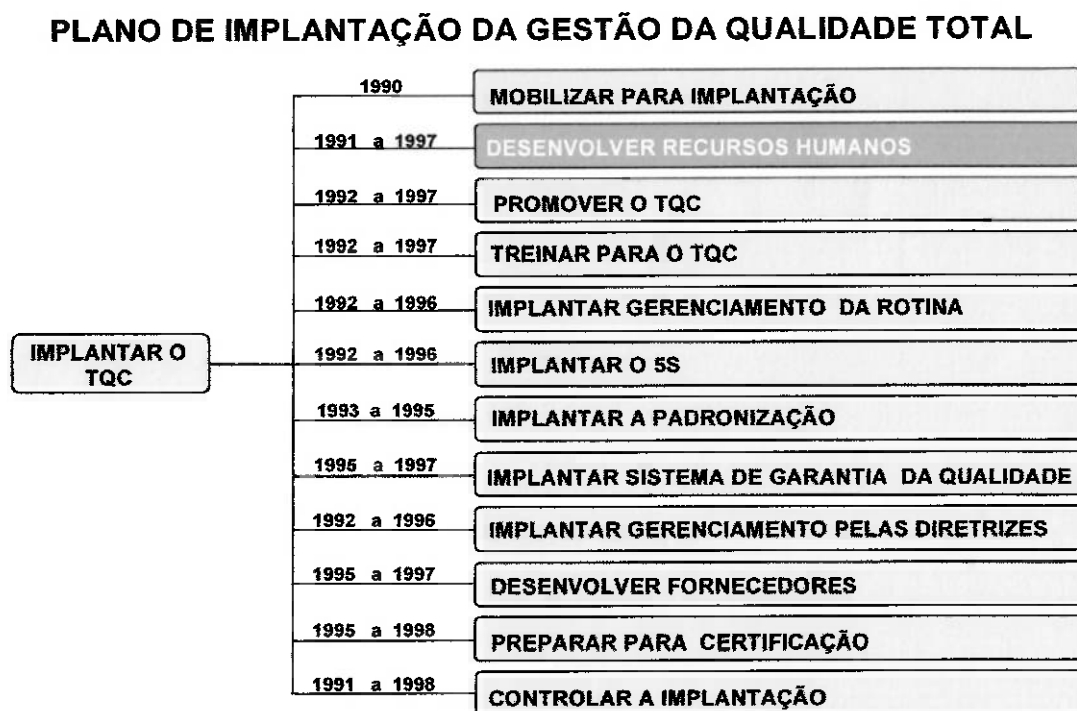 PLANO DE IMPLANTAÇÃO DA GESTÃO DA QUALIDADE TOTAL
1990 MOBILIZAR PARA IMPLANTAÇÃO
1991 a 1997 DESENVOLVER RECURSOS HUMANOS
1992 a 1997 PROMOVER O TQC
1992 a 1997 TREINAR PARA O TQC
1992 a 1996 IMPLANTAR GERENCIAMENTO DA ROTINA
IMPLANTAR O
TQC
1992 a 1996 IMPLANTAR O 5S
1993 a 1995 IMPLANTAR A PADRONIZAÇÃO
1995 a 1997 IMPLANTAR SISTEMA DE GARANTIA DA QUALIDADE
1992 a 1996 IMPLANTAR GERENCIAMENTO PELAS DIRETRIZES
1995 a 1997 DESENVOLVER FORNECEDORES
1995 a 1998 PREPARAR PARA CERTIFICAÇÃO
1991 a 1998 CONTROLAR A IMPLANTAÇÃO